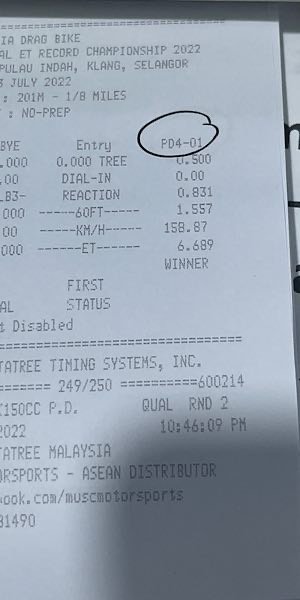 IA DRAG BIKE
AL ET RECORD CHAMPIONSHIP 2022
PULAU INDAH, KLANG, SELANGOR
3 JULY 2022
: 201M - 1/8 MILES
: NO-PREP
BYE Entry PD4-01
.000 0.000 TREE 0.500
.00 DIAL-IN 0.00
LB3- REACTION 0.831
000 -----60FT----- 1.557
00 -----KM/H----- 158.87
000 ------ET------ 6.689
WINNER
FIRST
AL STATUS
t Disabled
TATREE TIMING SYSTEMS, INC.
======= 249/250 ==========600214
150CC P.D. QUAL RND 2
2022 10:46:09 PM
TATREE MALAYSIA
ORSPORTS - ASEAN DISTRIBUTOR
ook.com/muscmotorsports
81490